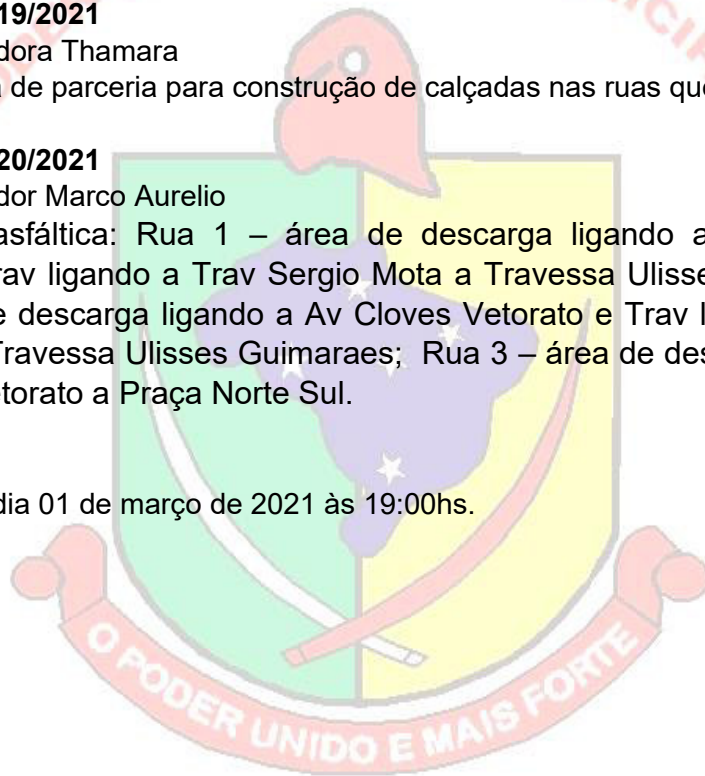 19/2021
dora Thamara
a de parceria para construção de calçadas nas ruas que
20/2021
dor Marco Aurelio
asfáltica: Rua 1 – área de descarga ligando a
rav ligando a Trav Sergio Mota a Travessa Ulisse
e descarga ligando a Av Cloves Vetorato e Trav l
Travessa Ulisses Guimaraes; Rua 3 – área de des
etorato a Praça Norte Sul.
dia 01 de março de 2021 às 19:00hs.
O PODER UNIDO E MAIS FORTE